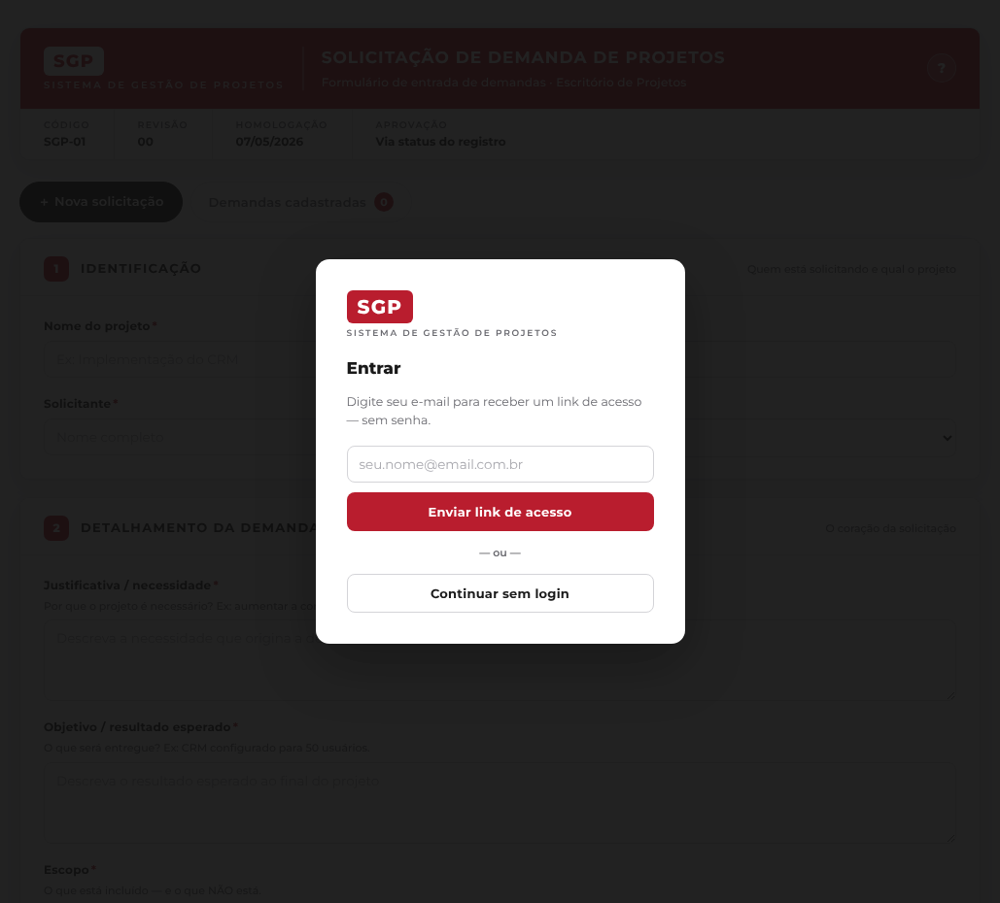 SGP
SISTEMA DE GESTÃO DE PROJETOS
SOLICITAÇÃO DE DEMANDA DE PROJETOS
Formulário de entrada de demandas · Escritório de Projetos
?
CÓDIGO
SGP-01
REVISÃO
00
HOMOLOGAÇÃO
07/05/2026
APROVAÇÃO
Via status do registro
+ Nova solicitação
Demandas cadastradas 0
1 IDENTIFICAÇÃO
Quem está solicitando e qual o projeto
Nome do projeto *
Ex: Implementação do CRM
Solicitante *
Nome completo
SGP
SISTEMA DE GESTÃO DE PROJETOS
Entrar
Digite seu e-mail para receber um link de acesso
— sem senha.
seu.nome@email.com.br
Enviar link de acesso
— ou —
Continuar sem login
2 DETALHAMENTO DA DEMANDA
O coração da solicitação
Justificativa / necessidade *
Por que o projeto é necessário? Ex: aumentar a
Descreva a necessidade que origina
Objetivo / resultado esperado *
O que será entregue? Ex: CRM configurado para 50 usuários.
Descreva o resultado esperado ao final do projeto
Escopo *
O que está incluído — e o que NÃO está.